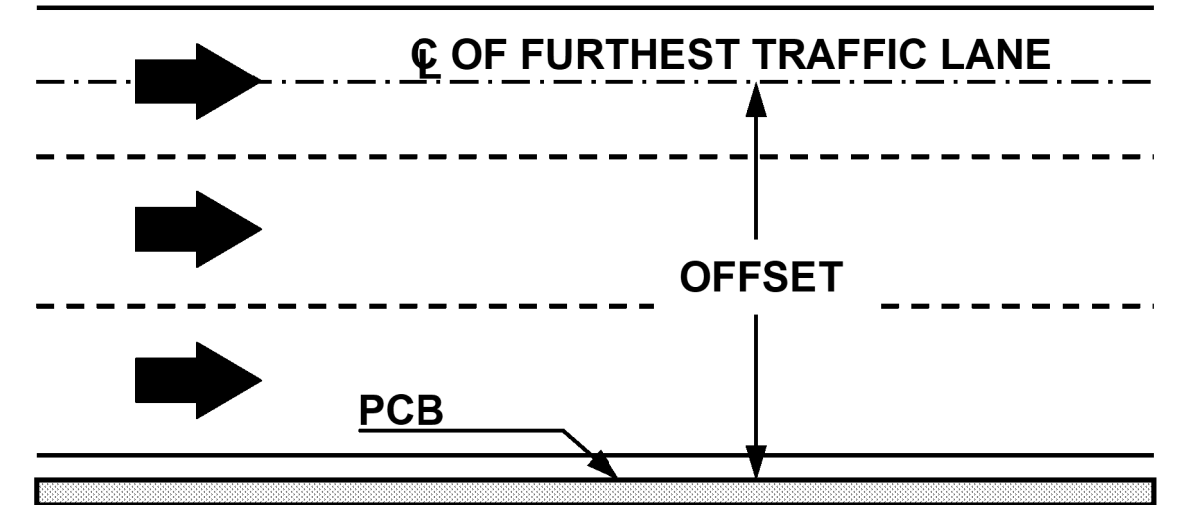 ℄ OF FURTHEST TRAFFIC LANE
OFFSET
PCB